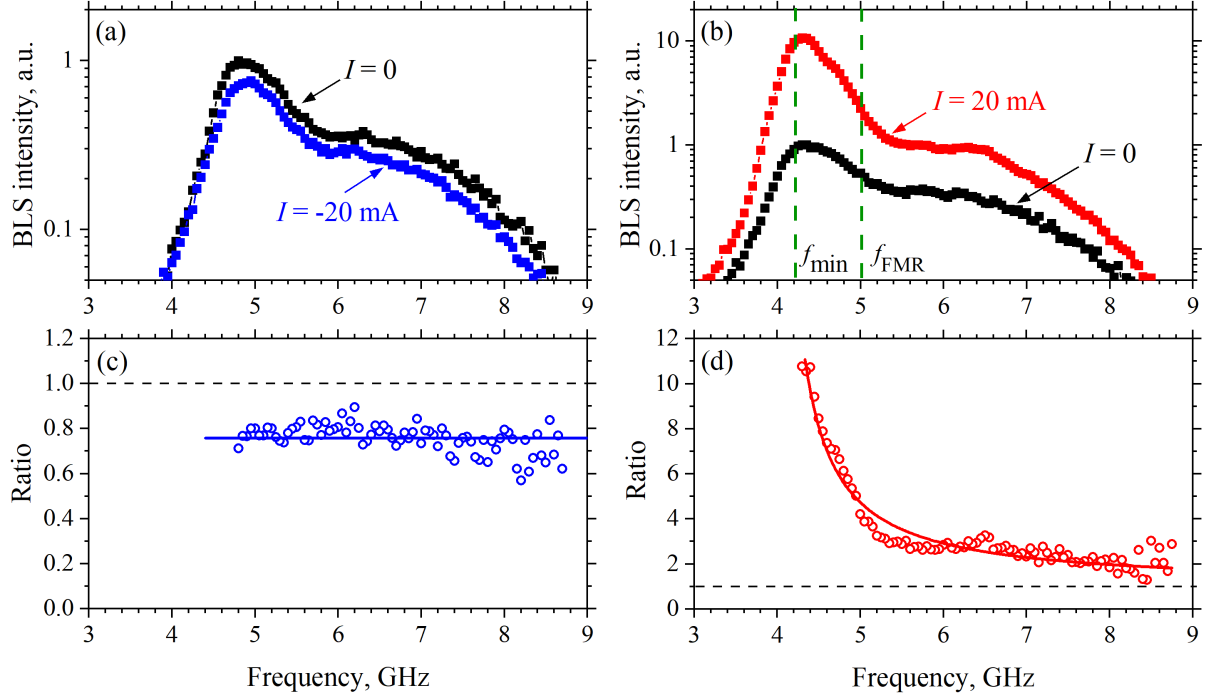 (a)
I = 0
I = -20 mA
BLS intensity, a.u.
1
0.1
3 4 5 6 7 8 9
(b)
I = 20 mA
I = 0
fmin
fFMR
BLS intensity, a.u.
10
1
0.1
3 4 5 6 7 8 9
(c)
Ratio
1.2
1.0
0.8
0.6
0.4
0.2
0.0
3 4 5 6 7 8 9
Frequency, GHz
(d)
Ratio
12
10
8
6
4
2
0
3 4 5 6 7 8 9
Frequency, GHz